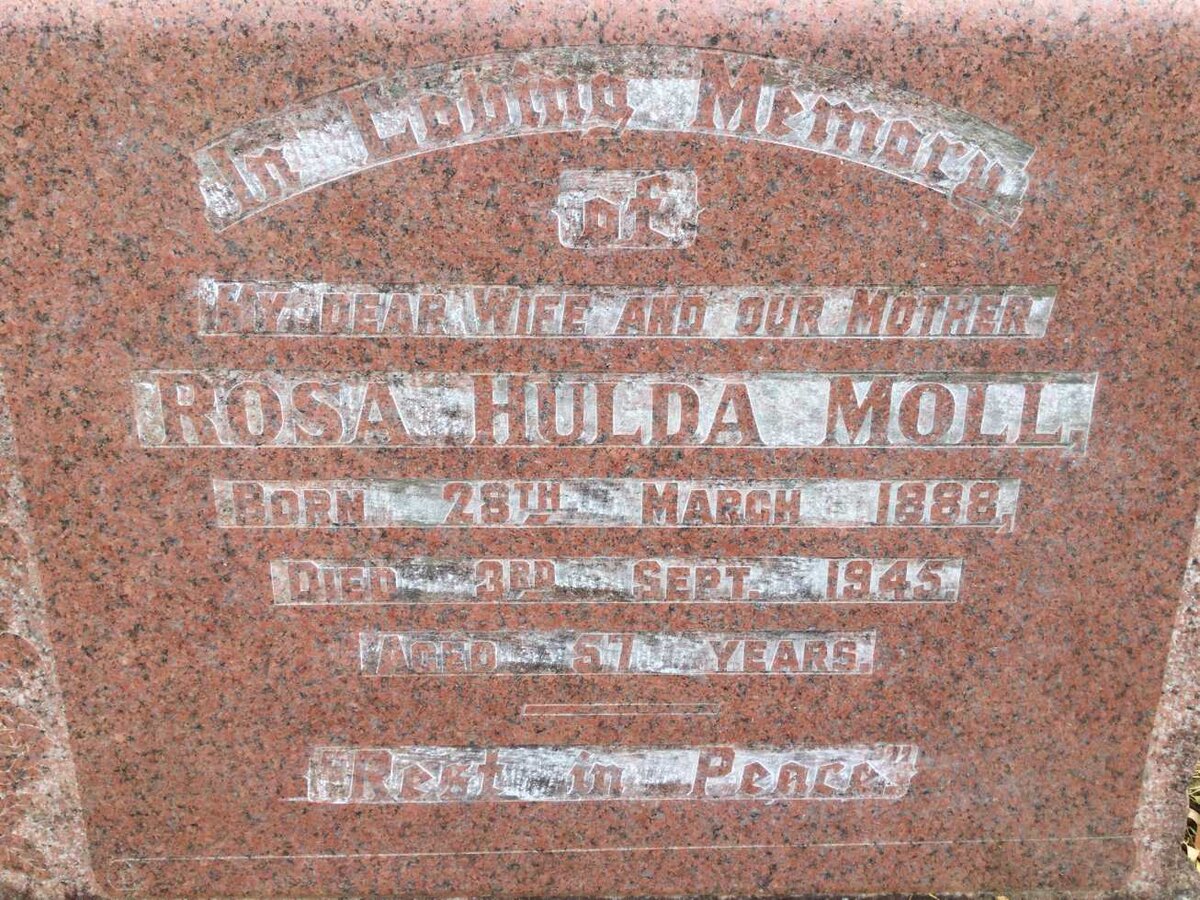 In Loving Memory
of
MY DEAR WIFE AND OUR MOTHER
ROSA HULDA MOLL,
BORN 28TH MARCH 1888,
DIED 3RD SEPT. 1945.
AGED 57 YEARS.
"Rest in Peace"